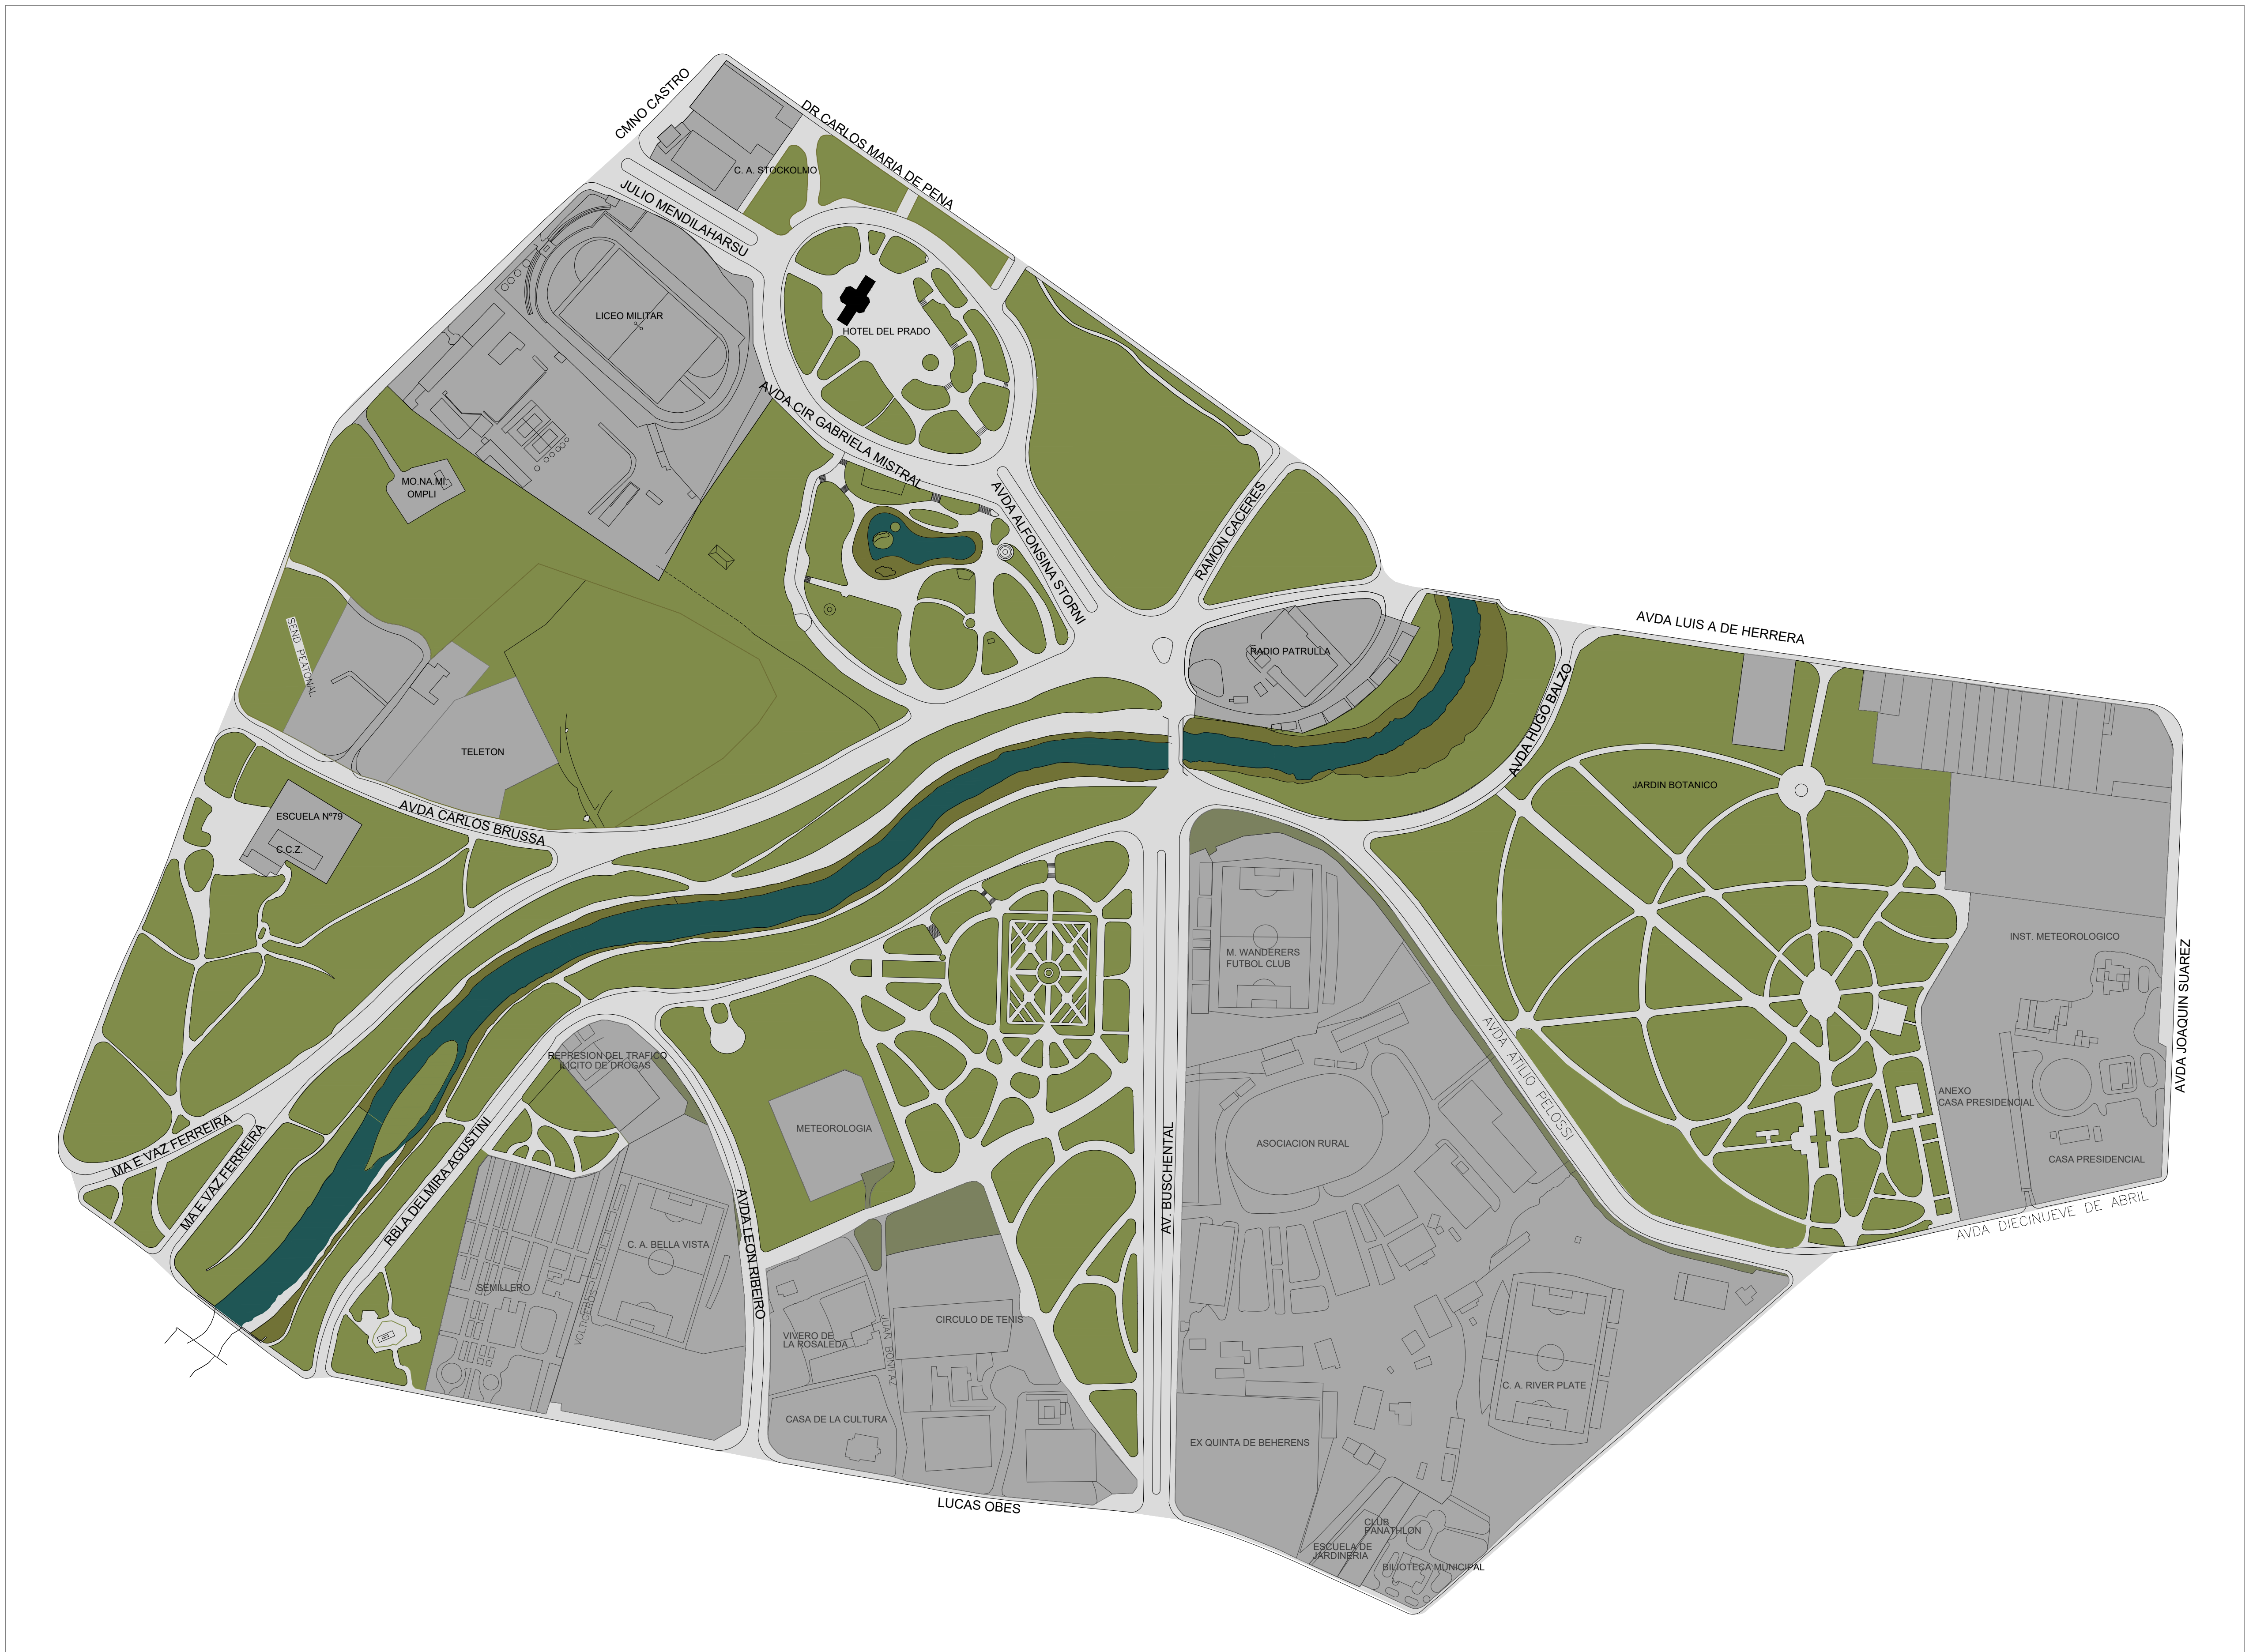 CMNO CASTRO
DR CARLOS MARIA DE PENA
C. A. STOCKOLMO
JULIO MENDILAHARSU
LICEO MILITAR
HOTEL DEL PRADO
AVDA CIR GABRIELA MISTRAL
MO.NA.MI.
OMPLI
AVDA ALFONSINA STORNI
RAMON CACERES
SEND PEATONAL
RADIO PATRULLA
AVDA LUIS A DE HERRERA
AVDA HUGO BALZO
TELETON
JARDIN BOTANICO
AVDA CARLOS BRUSSA
ESCUELA Nº79
C.C.Z.
M. WANDERERS
FUTBOL CLUB
INST. METEOROLOGICO
AVDA JOAQUIN SUAREZ
REPRESION DEL TRAFICO
ILICITO DE DROGAS
AVDA ATILIO PELOSSI
ANEXO
CASA PRESIDENCIAL
METEOROLOGIA
ASOCIACION RURAL
CASA PRESIDENCIAL
MA E VAZ FERREIRA
MA E VAZ FERREIRA
RBLA DELMIRA AGUSTINI
AV. BUSCHENTAL
AVDA DIECINUEVE DE ABRIL
C. A. BELLA VISTA
AVDA LEON RIBEIRO
SEMILLERO
VOLTIGEROS
VIVERO DE
LA ROSALEDA
JUAN BONIFAZ
CIRCULO DE TENIS
C. A. RIVER PLATE
CASA DE LA CULTURA
EX QUINTA DE BEHERENS
LUCAS OBES
CLUB
PANATHLON
ESCUELA DE
JARDINERIA
BILIOTECA MUNICIPAL